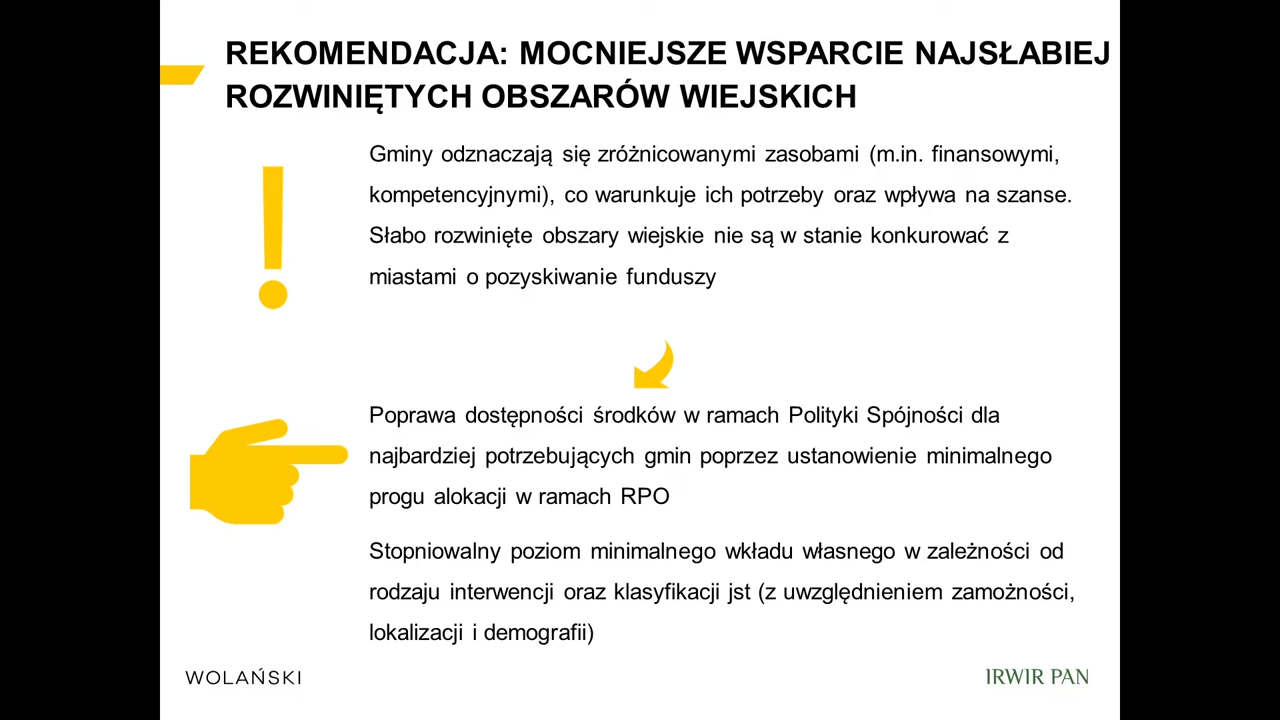 REKOMENDACJA: MOCNIEJSZE WSPARCIE NAJSŁABIEJ
ROZWINIĘTYCH OBSZARÓW WIEJSKICH
Gminy odznaczają się zróżnicowanymi zasobami (m.in. finansowymi,
kompetencyjnymi), co warunkuje ich potrzeby oraz wpływa na szanse.
Słabo rozwinięte obszary wiejskie nie są w stanie konkurować z
miastami o pozyskiwanie funduszy
Poprawa dostępności środków w ramach Polityki Spójności dla
najbardziej potrzebujących gmin poprzez ustanowienie minimalnego
progu alokacji w ramach RPO
Stopniowalny poziom minimalnego wkładu własnego w zależności od
rodzaju interwencji oraz klasyfikacji jst (z uwzględnieniem zamożności,
lokalizacji i demografii)
WOLAŃSKI
IRWIR PAN